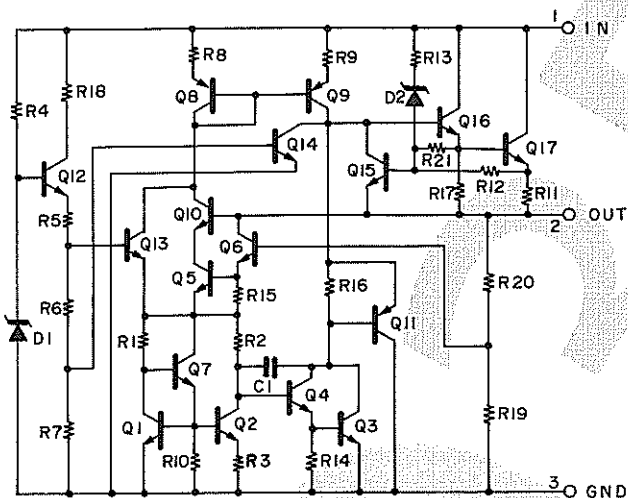 1 IN
R8 R9 R13
R18
R4 D2
Q8 Q9 Q16
Q14 Q17
Q12 R21
Q15 R12
R17 R11
R5 Q10 2 OUT
Q13 Q6
Q5 R20
R6 R15 R16
D1 R1 R2 Q11
Q7 C1
Q4
R7 Q1 Q2 Q3 R19
R10 R3 R14
3 GND